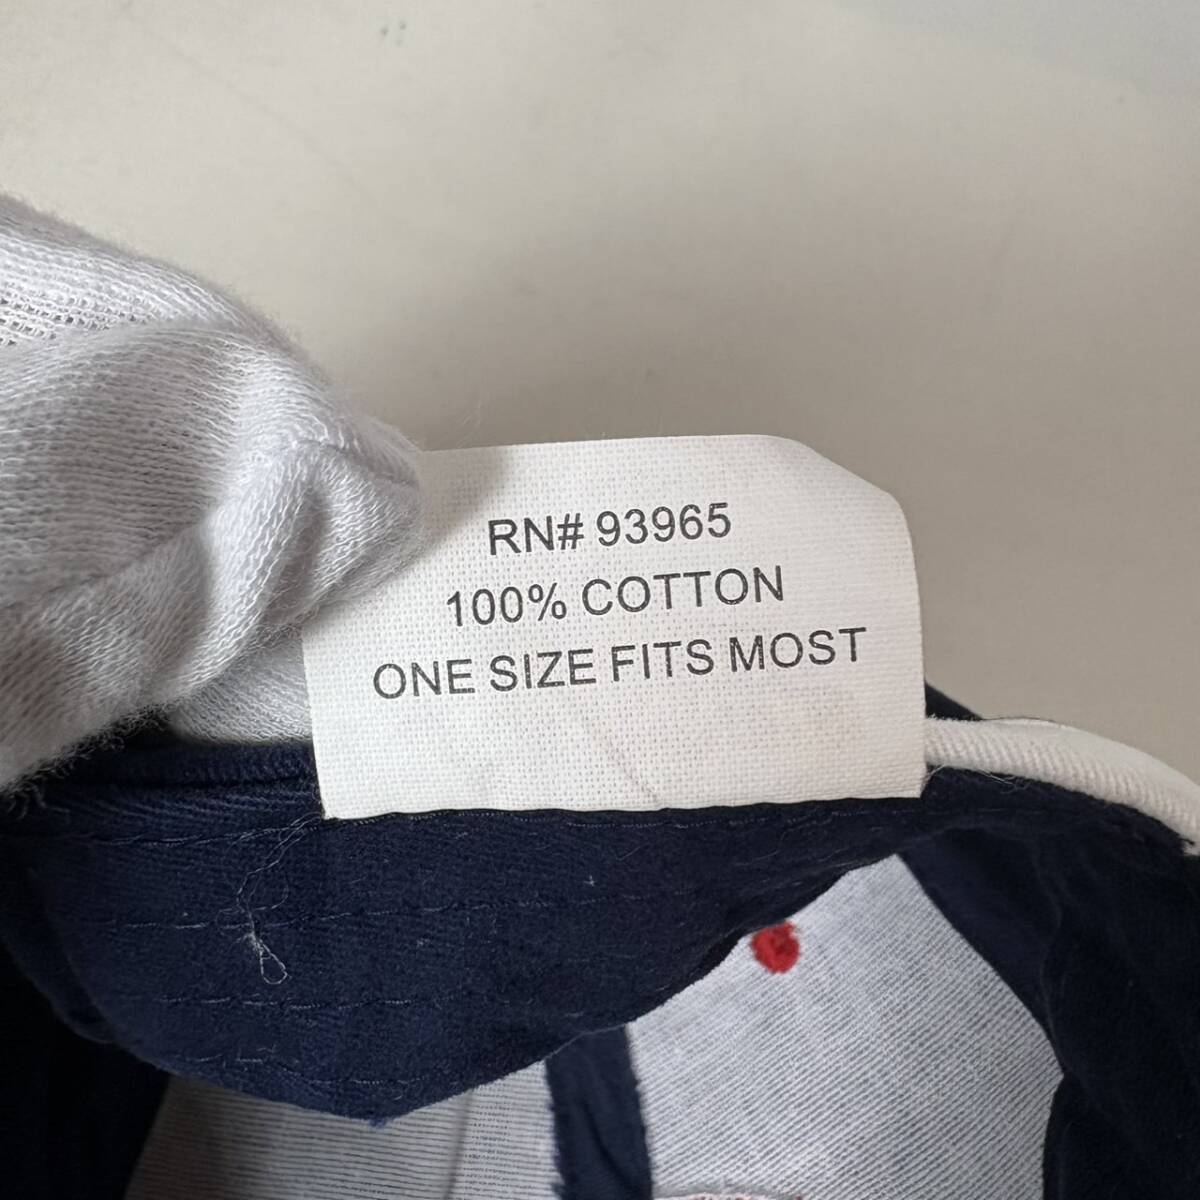 RN# 93965
100% COTTON
ONE SIZE FITS MOST